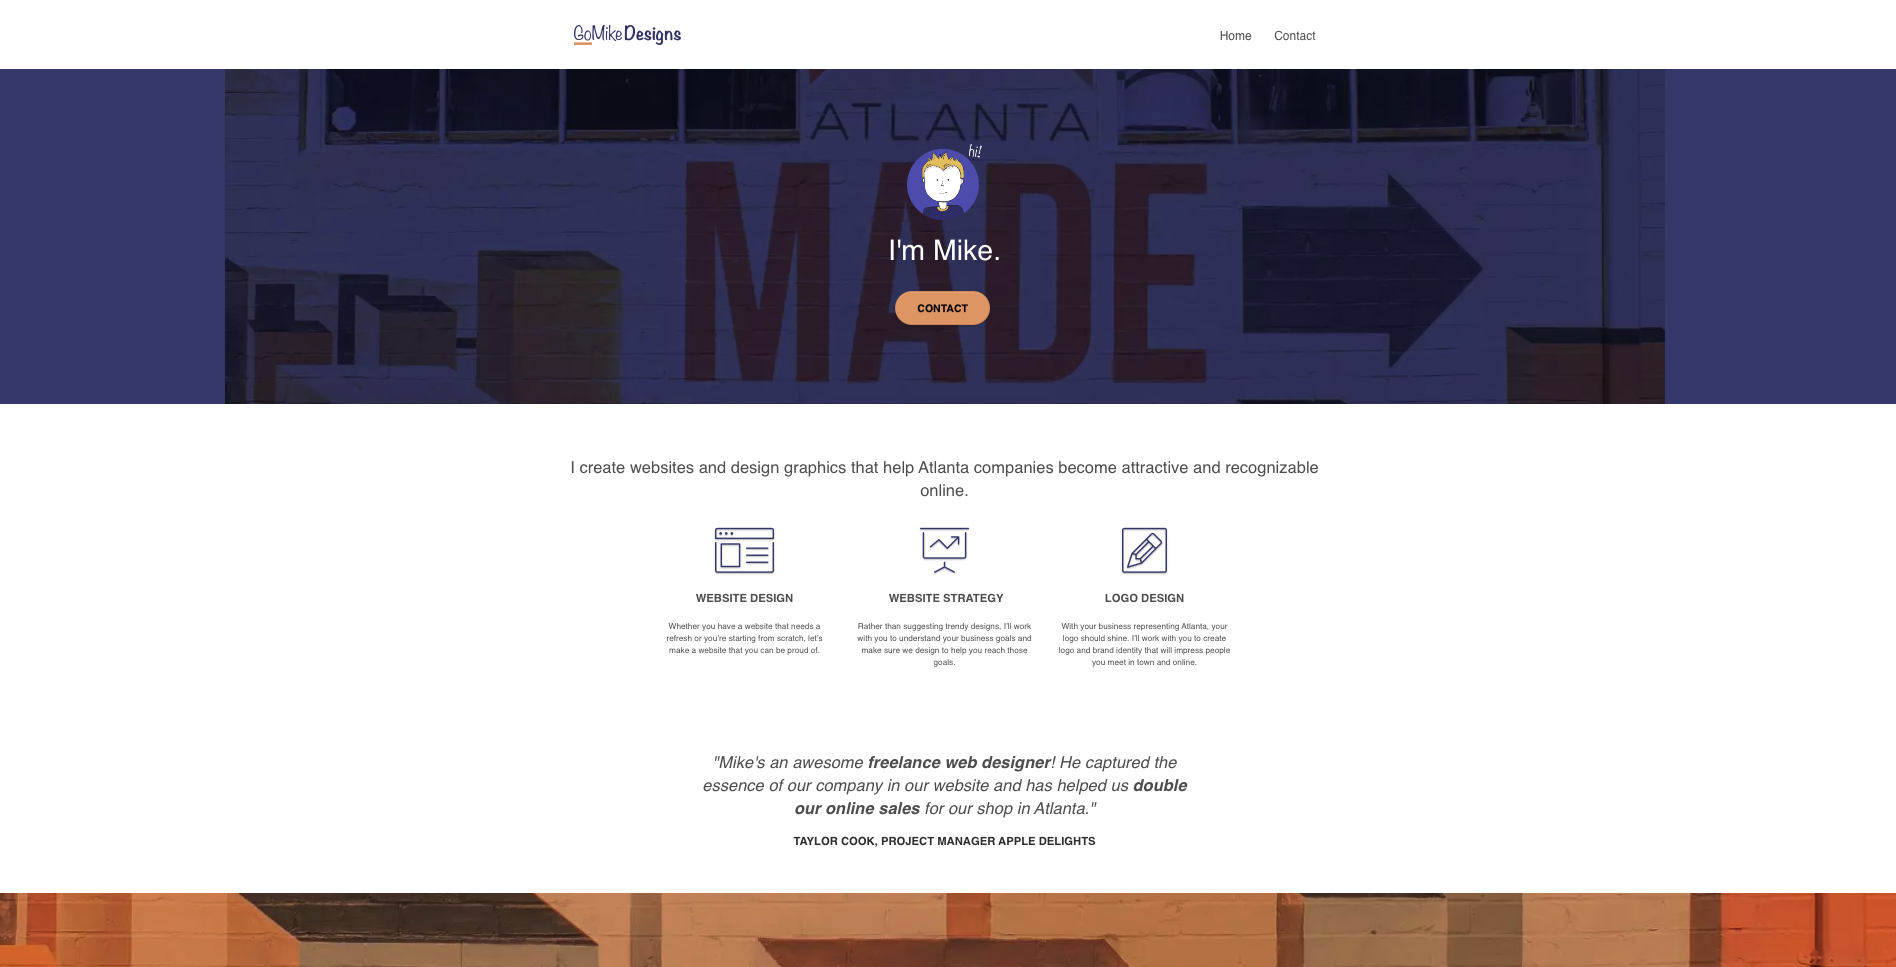 GoMikeDesigns
Home
Contact
ATLANTA
MADE
hi!
I'm Mike.
CONTACT
I create websites and design graphics that help Atlanta companies become attractive and recognizable
online.
WEBSITE DESIGN
Whether you have a website that needs a
refresh or you're starting from scratch, let's
make a website that you can be proud of.
WEBSITE STRATEGY
Rather than suggesting trendy designs, I'll work
with you to understand your business goals and
make sure we design to help you reach those
goals.
LOGO DESIGN
With your business representing Atlanta, your
logo should shine. I'll work with you to create
logo and brand identity that will impress people
you meet in town and online.
"Mike's an awesome freelance web designer! He captured the
essence of our company in our website and has helped us double
our online sales for our shop in Atlanta."
TAYLOR COOK, PROJECT MANAGER APPLE DELIGHTS